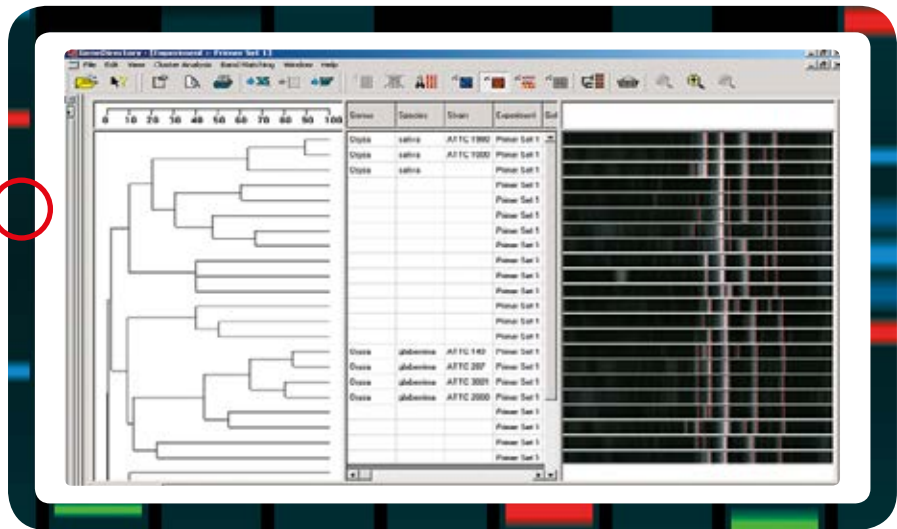 GeneDirectory - [Experiment :: Primer Set 1]
File Edit View Cluster Analysis Band Matching Window Help
0 10 20 30 40 50 60 70 80 90 100
Genus Species Strain Experiment Gel
Oryza sativa ATTC 1980 Primer Set 1
Oryza sativa ATTC 1000 Primer Set 1
Oryza sativa Primer Set 1
Primer Set 1
Primer Set 1
Primer Set 1
Primer Set 1
Primer Set 1
Primer Set 1
Primer Set 1
Primer Set 1
Primer Set 1
Primer Set 1
Primer Set 1
Oryza glaberrima ATTC 143 Primer Set 1
Oryza glaberrima ATTC 287 Primer Set 1
Oryza glaberrima ATTC 3001 Primer Set 1
Oryza glaberrima ATTC 2000 Primer Set 1
Primer Set 1
Primer Set 1
Primer Set 1
Primer Set 1